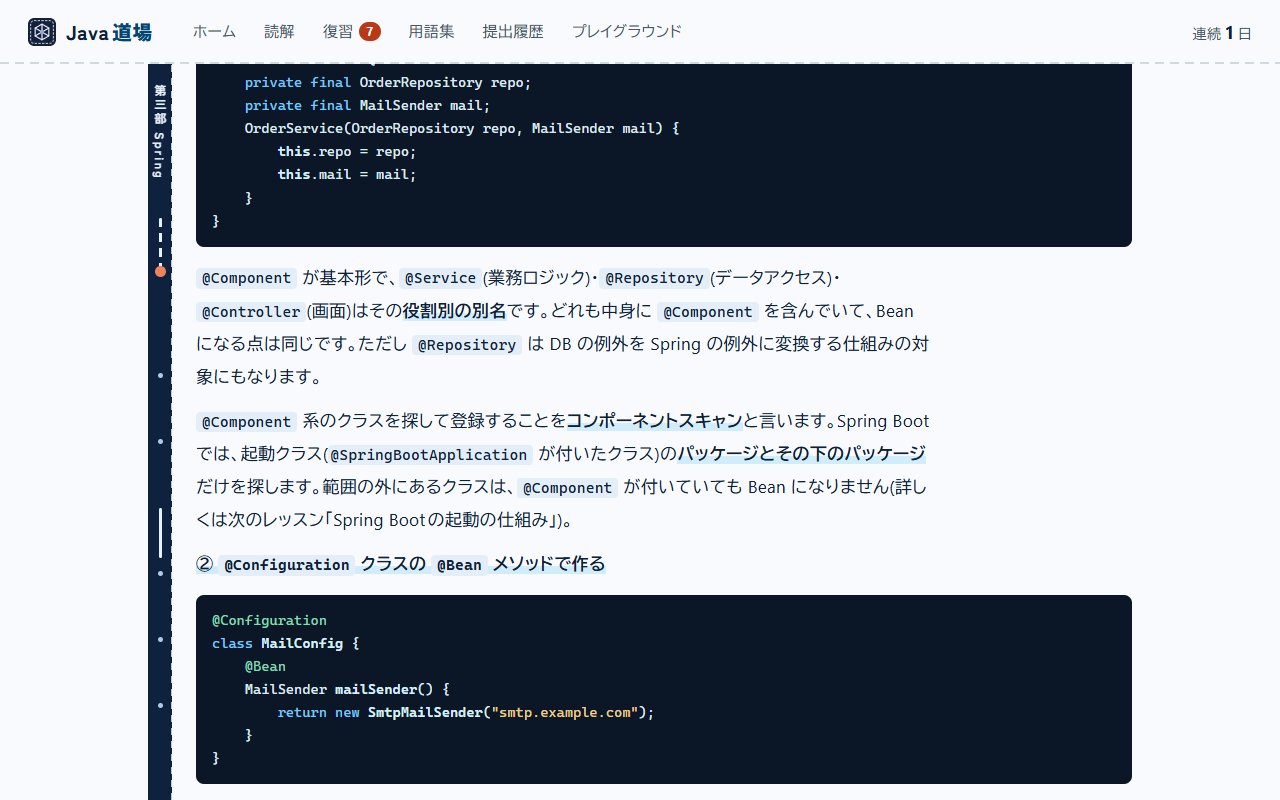 Java道場
ホーム 読解 復習 7 用語集 提出履歴 プレイグラウンド
連続 1 日
第三部 Spring
private final OrderRepository repo;
private final MailSender mail;
OrderService(OrderRepository repo, MailSender mail) {
this.repo = repo;
this.mail = mail;
}
}
@Component が基本形で、@Service(業務ロジック)・@Repository(データアクセス)・
@Controller(画面)はその役割別の別名です。どれも中身に @Component を含んでいて、Bean
になる点は同じです。ただし @Repository は DB の例外を Spring の例外に変換する仕組みの対
象にもなります。
@Component 系のクラスを探して登録することをコンポーネントスキャンと言います。Spring Boot
では、起動クラス(@SpringBootApplication が付いたクラス)のパッケージとその下のパッケージ
だけを探します。範囲の外にあるクラスは、@Component が付いていても Bean になりません(詳し
くは次のレッスン「Spring Bootの起動の仕組み」)。
② @Configuration クラスの @Bean メソッドで作る
@Configuration
class MailConfig {
@Bean
MailSender mailSender() {
return new SmtpMailSender("smtp.example.com");
}
}